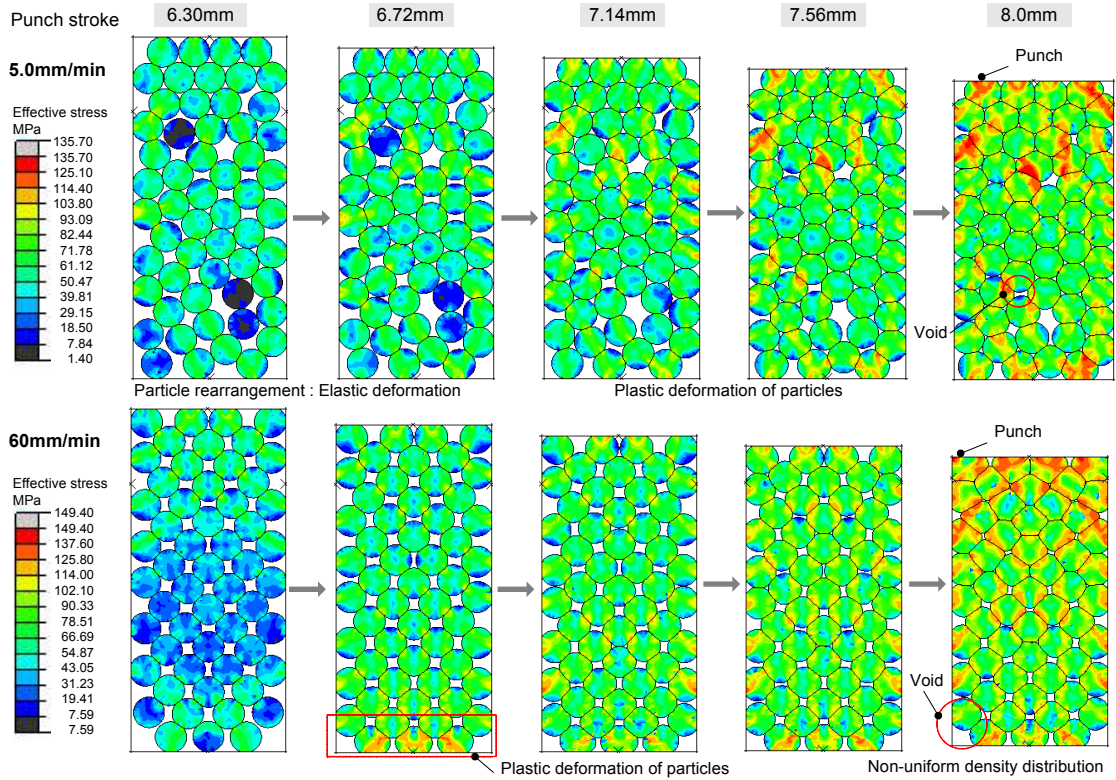 Punch stroke
6.30mm
6.72mm
7.14mm
7.56mm
8.0mm
5.0mm/min
Punch
Effective stress
MPa
135.70
135.70
125.10
114.40
103.80
93.09
82.44
71.78
61.12
50.47
39.81
29.15
18.50
7.84
1.40
Void
Particle rearrangement : Elastic deformation
Plastic deformation of particles
60mm/min
Punch
Effective stress
MPa
149.40
149.40
137.60
125.80
114.00
102.10
90.33
78.51
66.69
54.87
43.05
31.23
19.41
7.59
7.59
Void
Plastic deformation of particles
Non-uniform density distribution